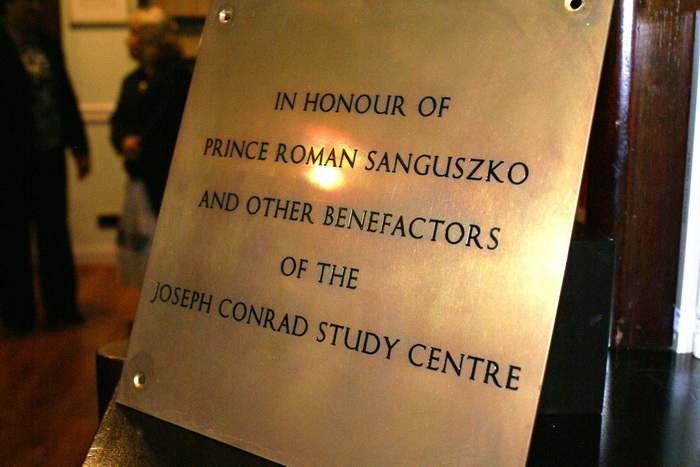 IN HONOUR OF
PRINCE ROMAN SANGUSZKO
AND OTHER BENEFACTORS
OF THE
JOSEPH CONRAD STUDY CENTRE